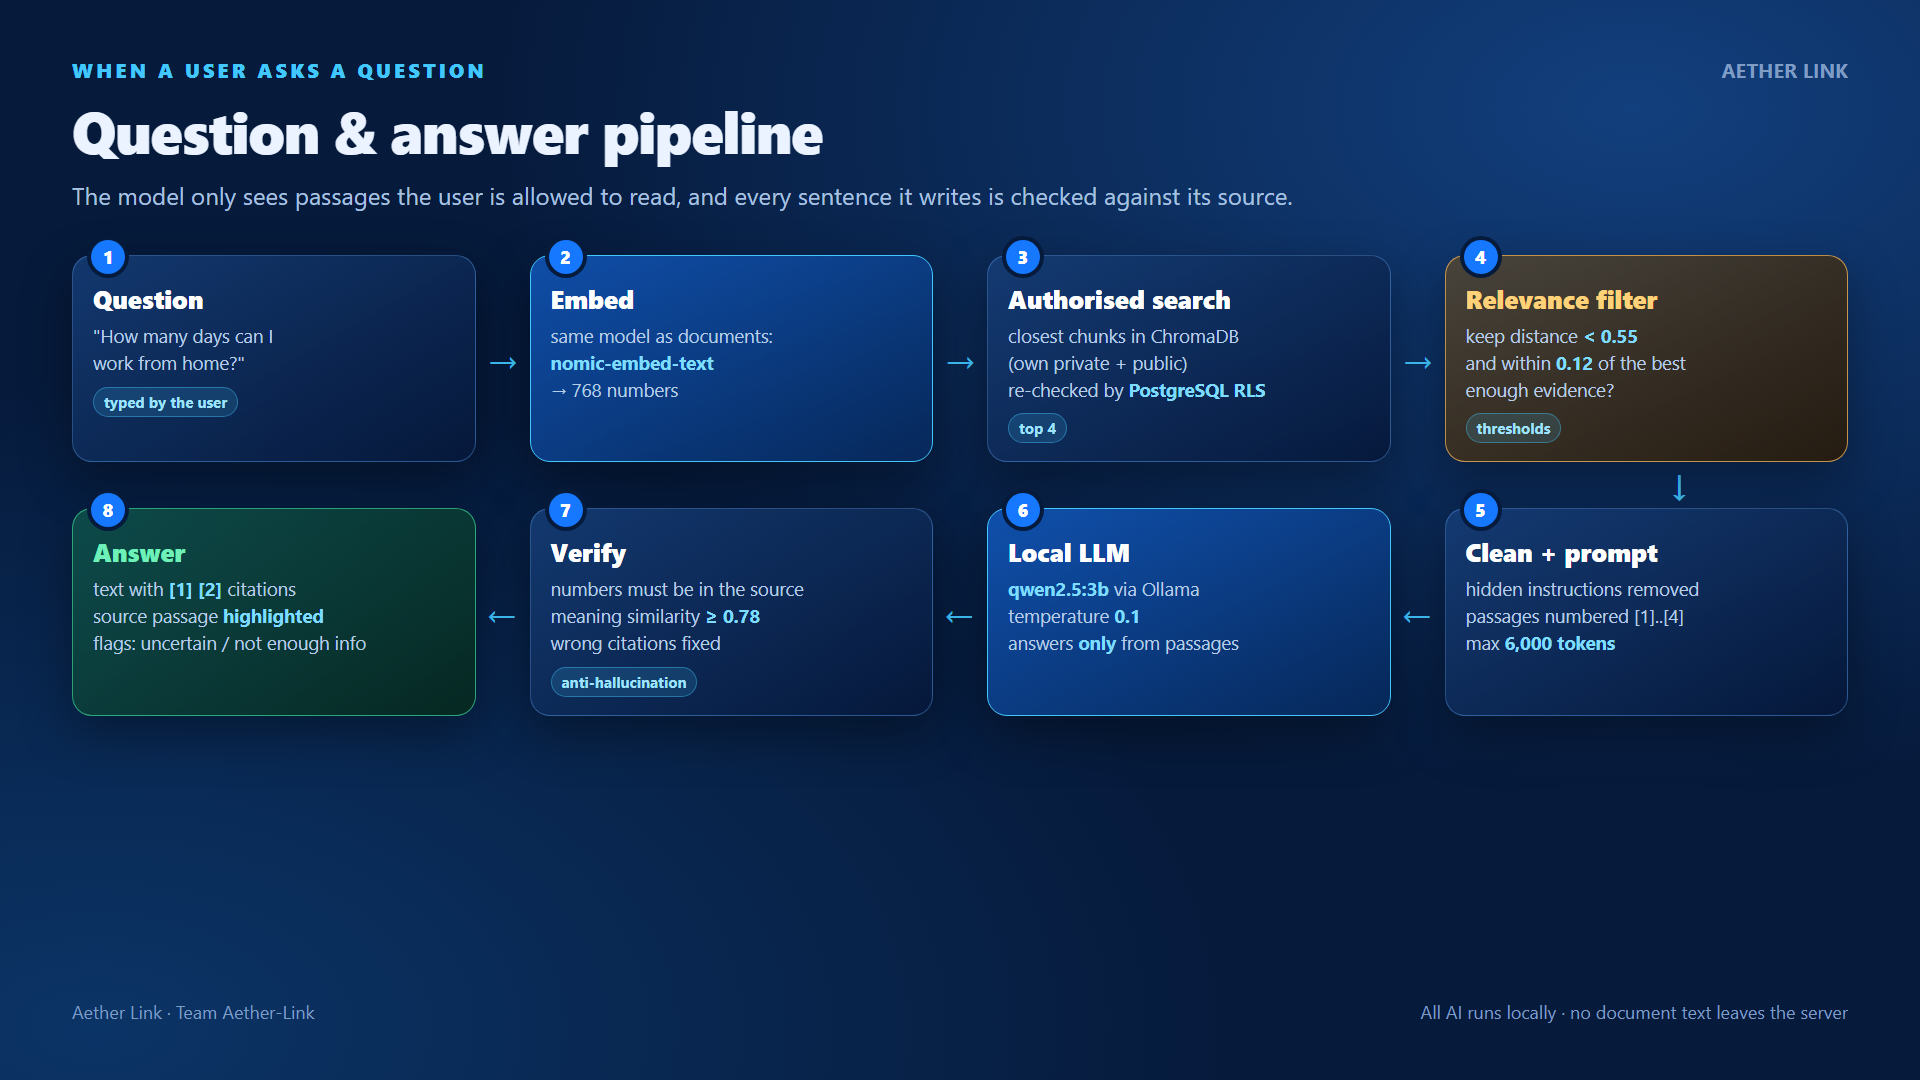 WHEN A USER ASKS A QUESTION
AETHER LINK
Question & answer pipeline
The model only sees passages the user is allowed to read, and every sentence it writes is checked against its source.
1
Question
"How many days can I
work from home?"
typed by the user
→
2
Embed
same model as documents:
nomic-embed-text
→ 768 numbers
→
3
Authorised search
closest chunks in ChromaDB
(own private + public)
re-checked by PostgreSQL RLS
top 4
→
4
Relevance filter
keep distance < 0.55
and within 0.12 of the best
enough evidence?
thresholds
↓
5
Clean + prompt
hidden instructions removed
passages numbered [1]..[4]
max 6,000 tokens
←
6
Local LLM
qwen2.5:3b via Ollama
temperature 0.1
answers only from passages
←
7
Verify
numbers must be in the source
meaning similarity ≥ 0.78
wrong citations fixed
anti-hallucination
←
8
Answer
text with [1] [2] citations
source passage highlighted
flags: uncertain / not enough info
Aether Link · Team Aether-Link
All AI runs locally · no document text leaves the server